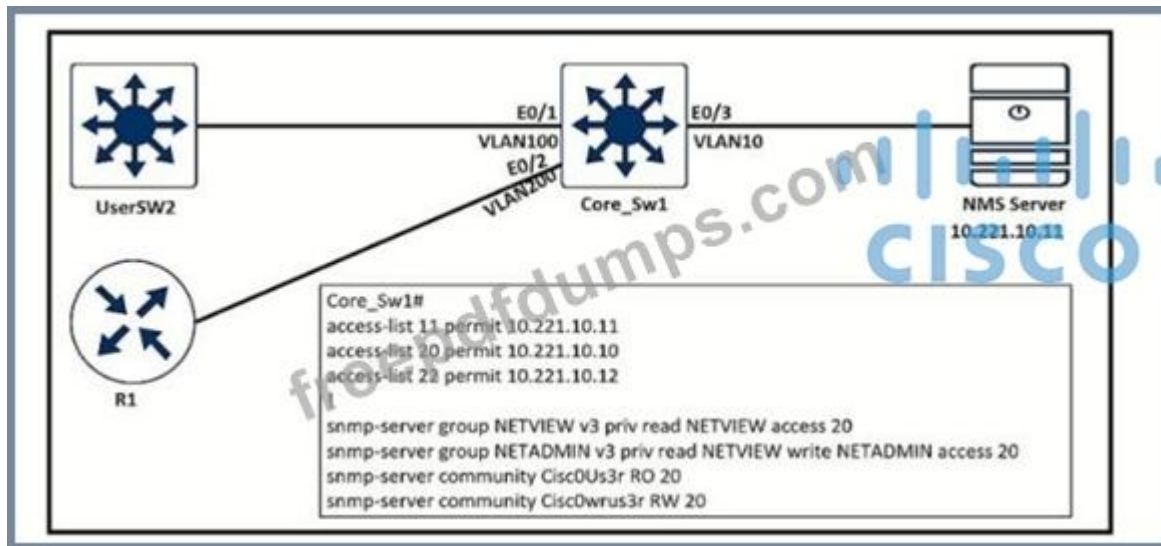 E0/1
E0/3
VLAN100
VLAN10
E0/2
VLAN200
UserSW2
Core_Sw1
NMS Server
10.221.10.11
CISCO
R1
Core_Sw1#
access-list 11 permit 10.221.10.11
access-list 20 permit 10.221.10.10
access-list 22 permit 10.221.10.12
!
snmp-server group NETVIEW v3 priv read NETVIEW access 20
snmp-server group NETADMIN v3 priv read NETVIEW write NETADMIN access 20
snmp-server community Cisc0Us3r RO 20
snmp-server community Cisc0wrus3r RW 20
freepdfdumps.com